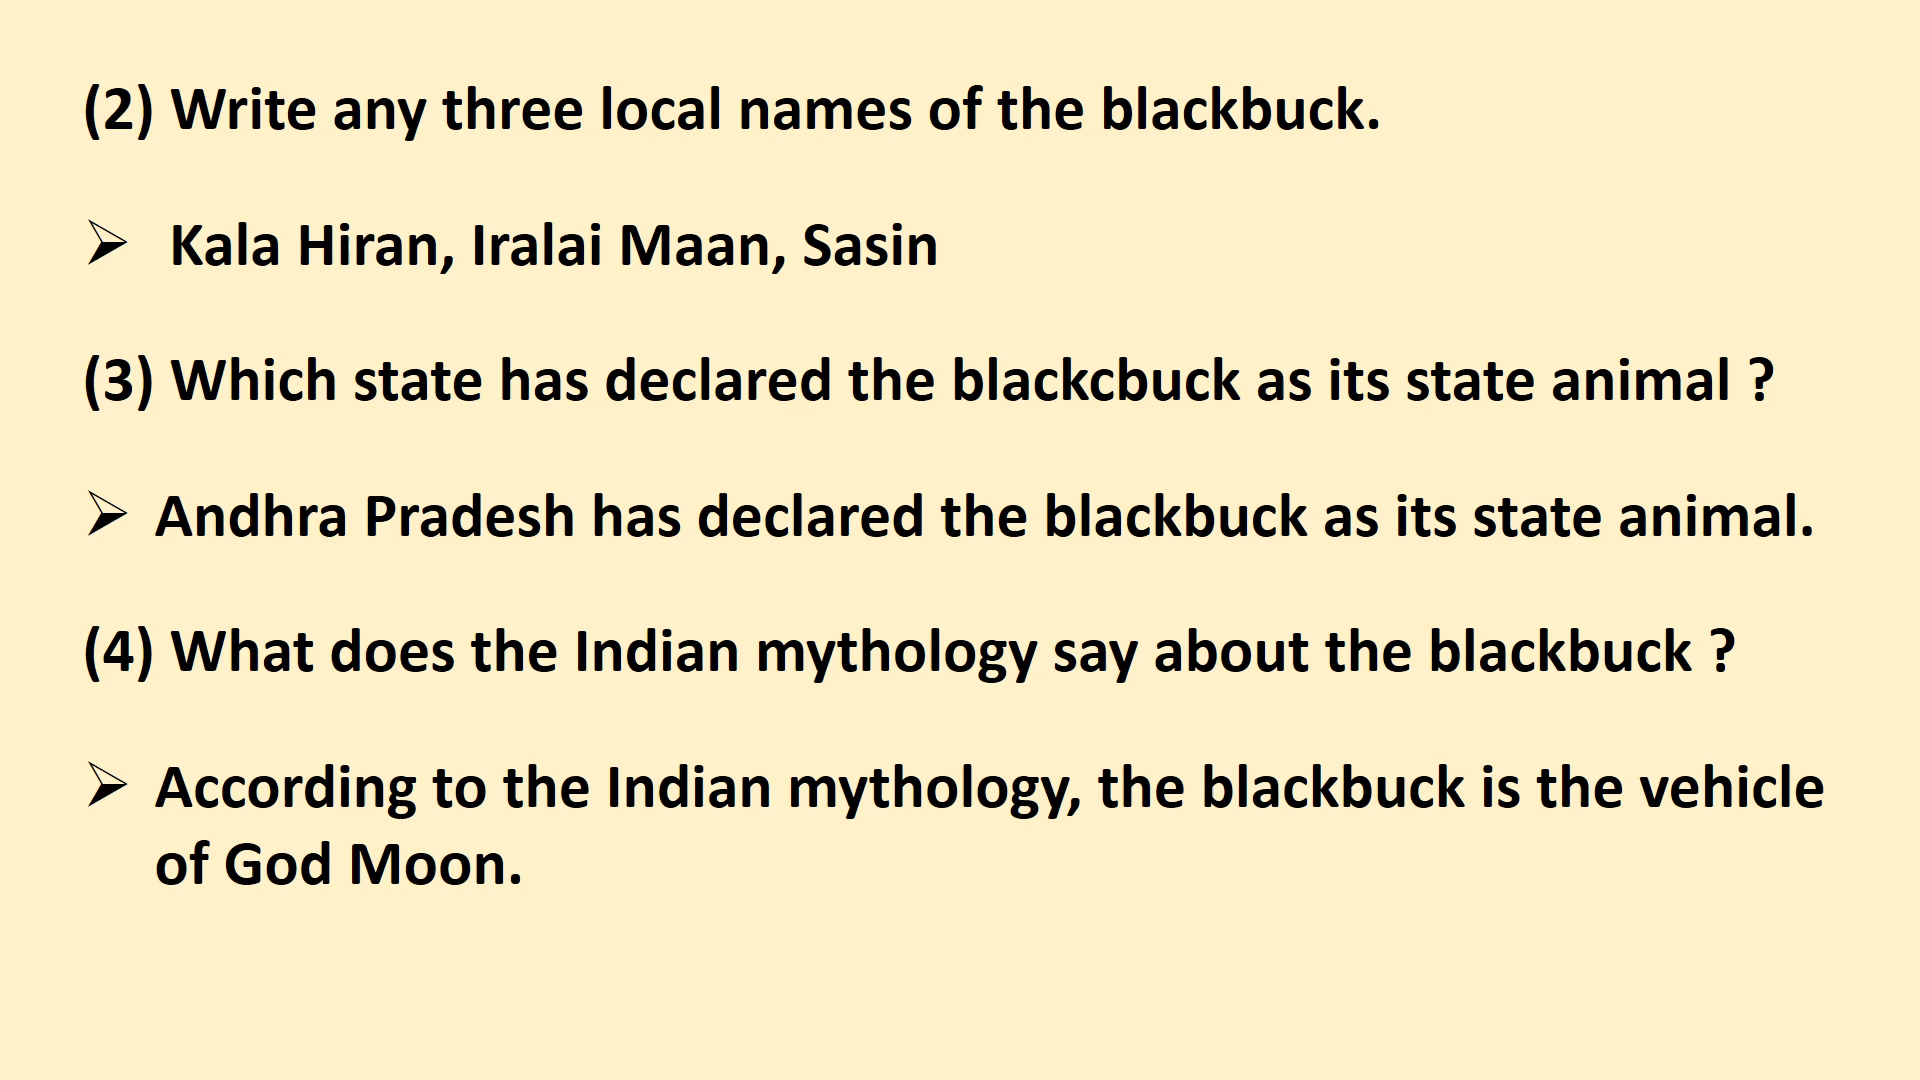 (2) Write any three local names of the blackbuck.
➢ Kala Hiran, Iralai Maan, Sasin
(3) Which state has declared the blackcbuck as its state animal ?
➢ Andhra Pradesh has declared the blackbuck as its state animal.
(4) What does the Indian mythology say about the blackbuck ?
➢ According to the Indian mythology, the blackbuck is the vehicle
of God Moon.